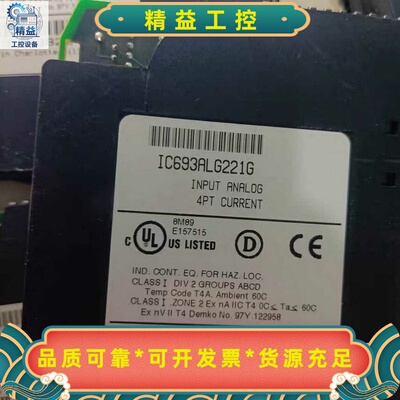 精益工控
精益
工控设备
IC693ALG221G
INPUT ANALOG
4PT CURRENT
8M89
E157515
C UL US LISTED
IND. CONT. EQ. FOR HAZ. LOC.
CLASS I DIV 2 GROUPS ABCD
Temp Code T4A. Ambient 60C
CLASS I .ZONE 2 Ex nA IIC T4 0C≤ Ta≤ 60C
Ex nV II T4 Demko No. 97Y.122958
品质可靠*可开发票*货源充足